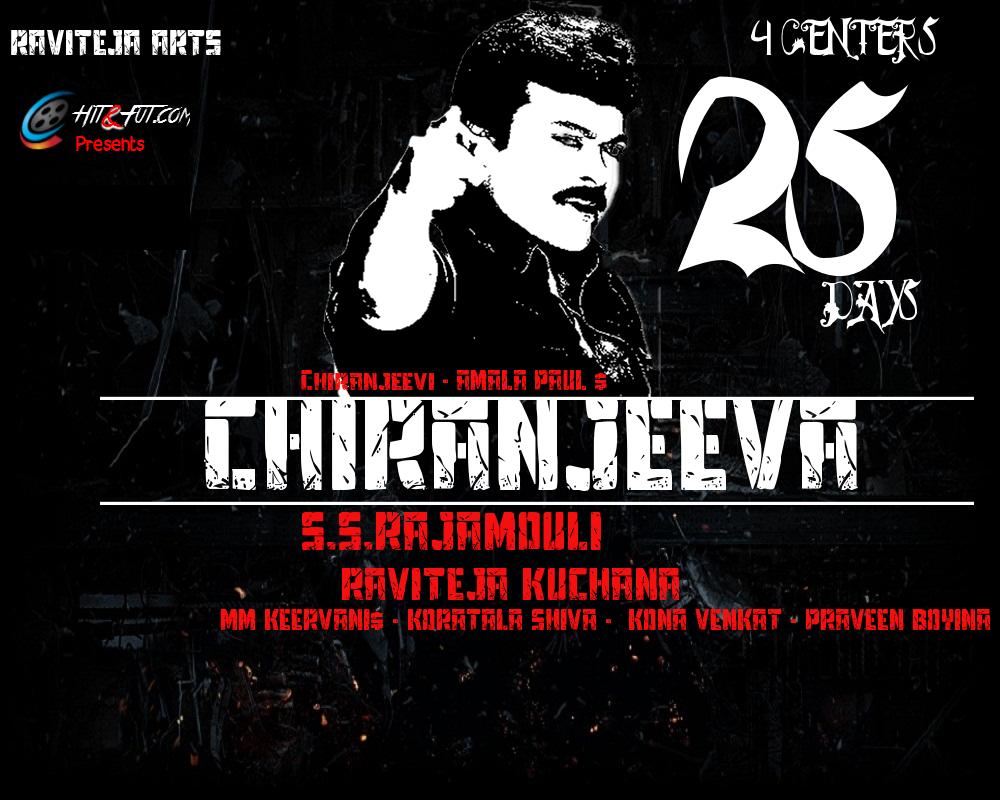 RAVITEJA ARTS
4 CENTERS
HIT&FUT.COM
Presents
25
DAYS
CHIRANJEEVI - AMALA PAUL $
CHIRANJEEVA
S.S.RAJAMOULI
RAVITEJA KUCHANA
MM KEERVANI$ - KORATALA SHIVA - KONA VENKAT - PRAVEEN BOYINA